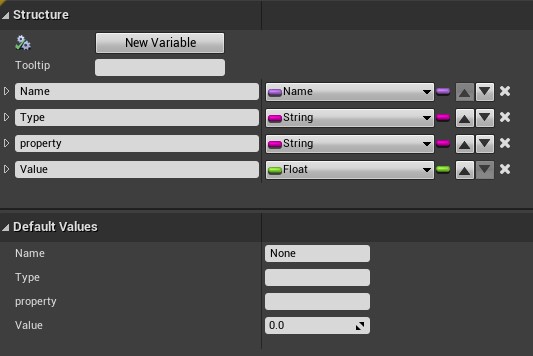 Structure
New Variable
Tooltip
Name Name
Type String
property String
Value Float
Default Values
Name None
Type
property
Value 0.0